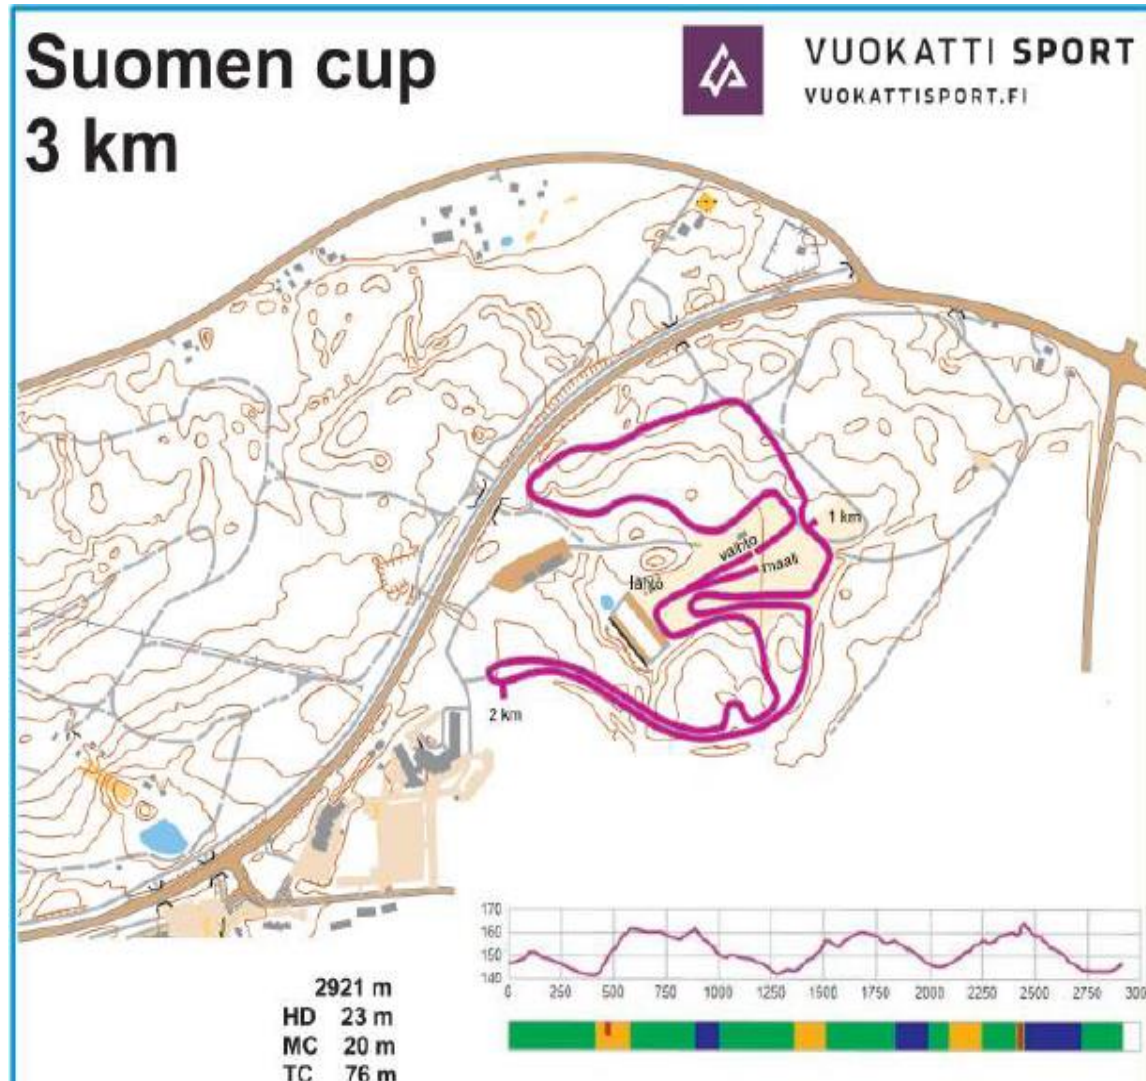 Suomen cup
3 km
VUOKATTI SPORT
VUOKATTISPORT.FI
1 km
vaihto
maali
lähtö
2 km
170
160
150
140
0 250 500 750 1000 1250 1500 1750 2000 2250 2500 2750 300
2921 m
HD 23 m
MC 20 m
TC 76 m